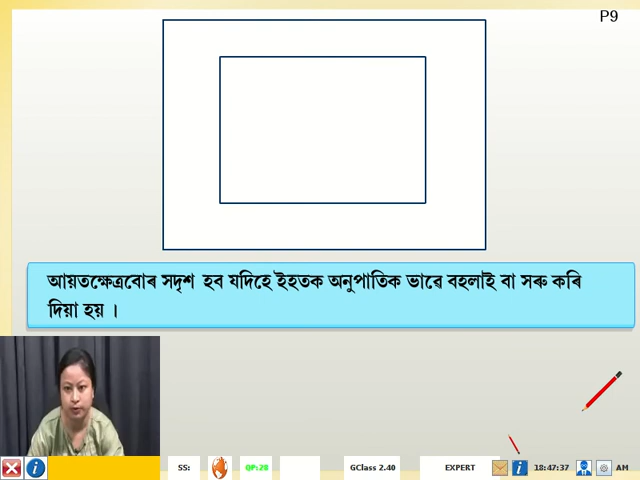 P9
আয়তক্ষেত্ৰবোৰ সদৃশ হব যদিহে ইহতক অনুপাতিক ভাৱে বহলাই বা সৰু কৰি
দিয়া হয় ।
SS:
QP:28
GClass 2.40
EXPERT
18:47:37
AM